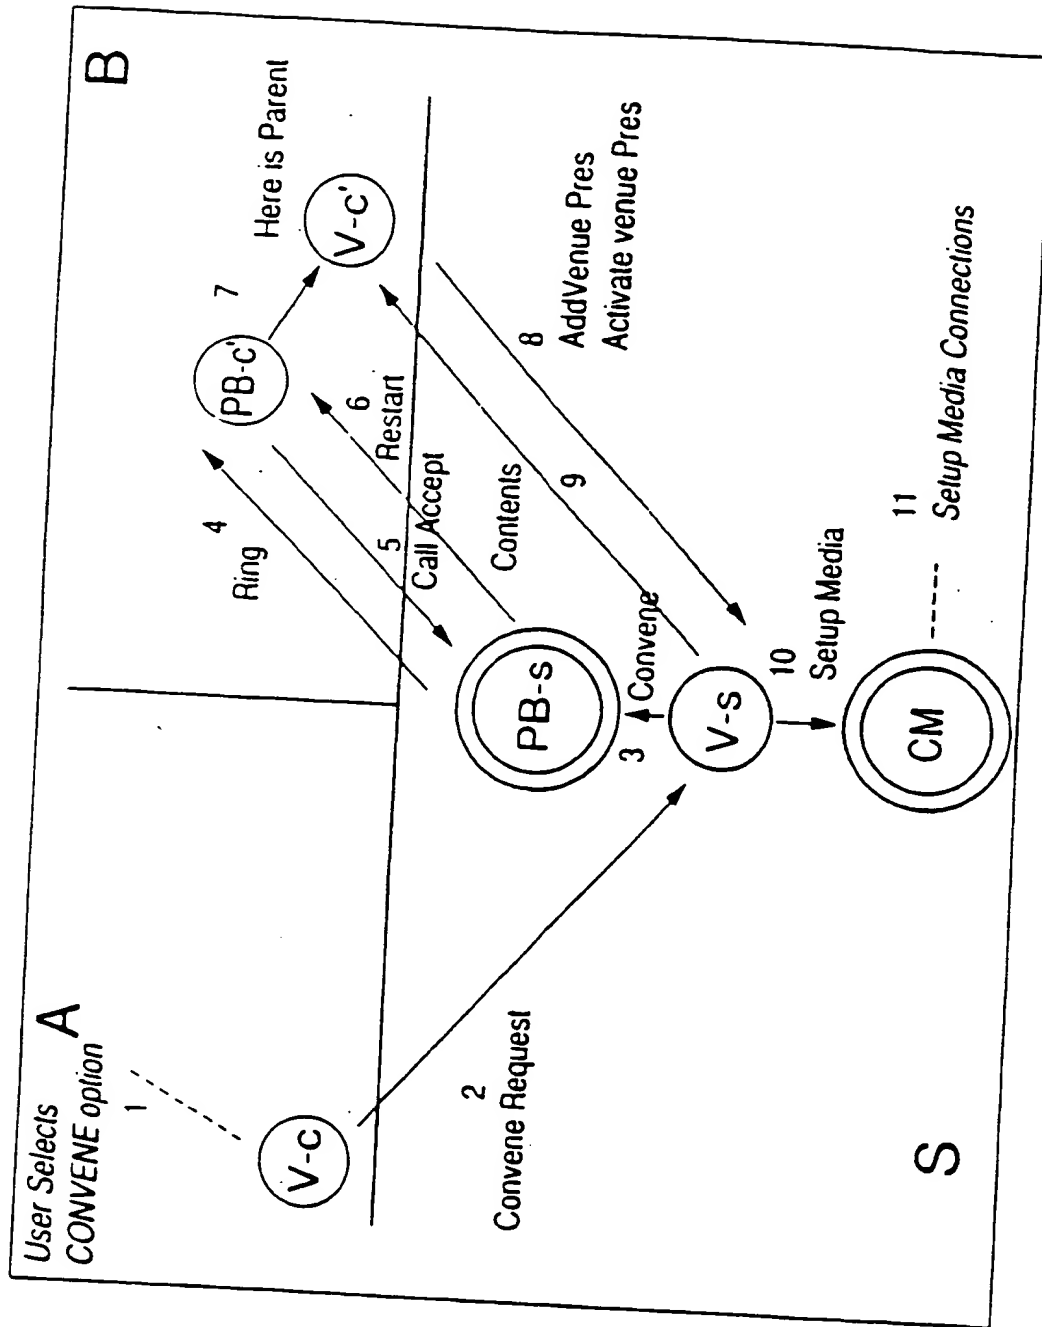 User Selects
CONVENE option
A
1
V-c
2
Convene Request
S
B
4
Ring
PB-c'
7
Here is Parent
V-c'
5
Call Accept
6
Restart
Contents
8
AddVenue Pres
Activate venue Pres
9
PB-s
3
Convene
V-s
10
Setup Media
CM
11
Setup Media Connections